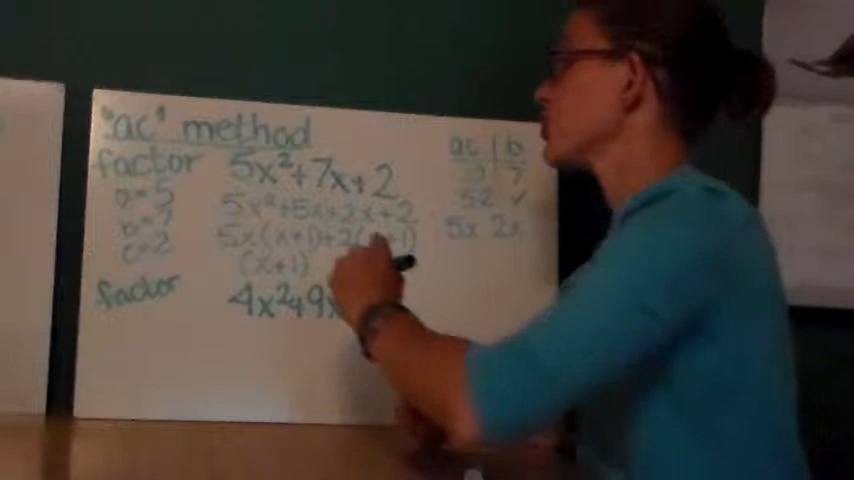 "ac" method
factor 5x²+7x+2
a=5 5x²+5x+2x+2
b=7 5x(x+1)+2(x+1)
c=2 (x+1)
factor 4x²+9x
ac | b
7
5·2 ✓
5x 2x